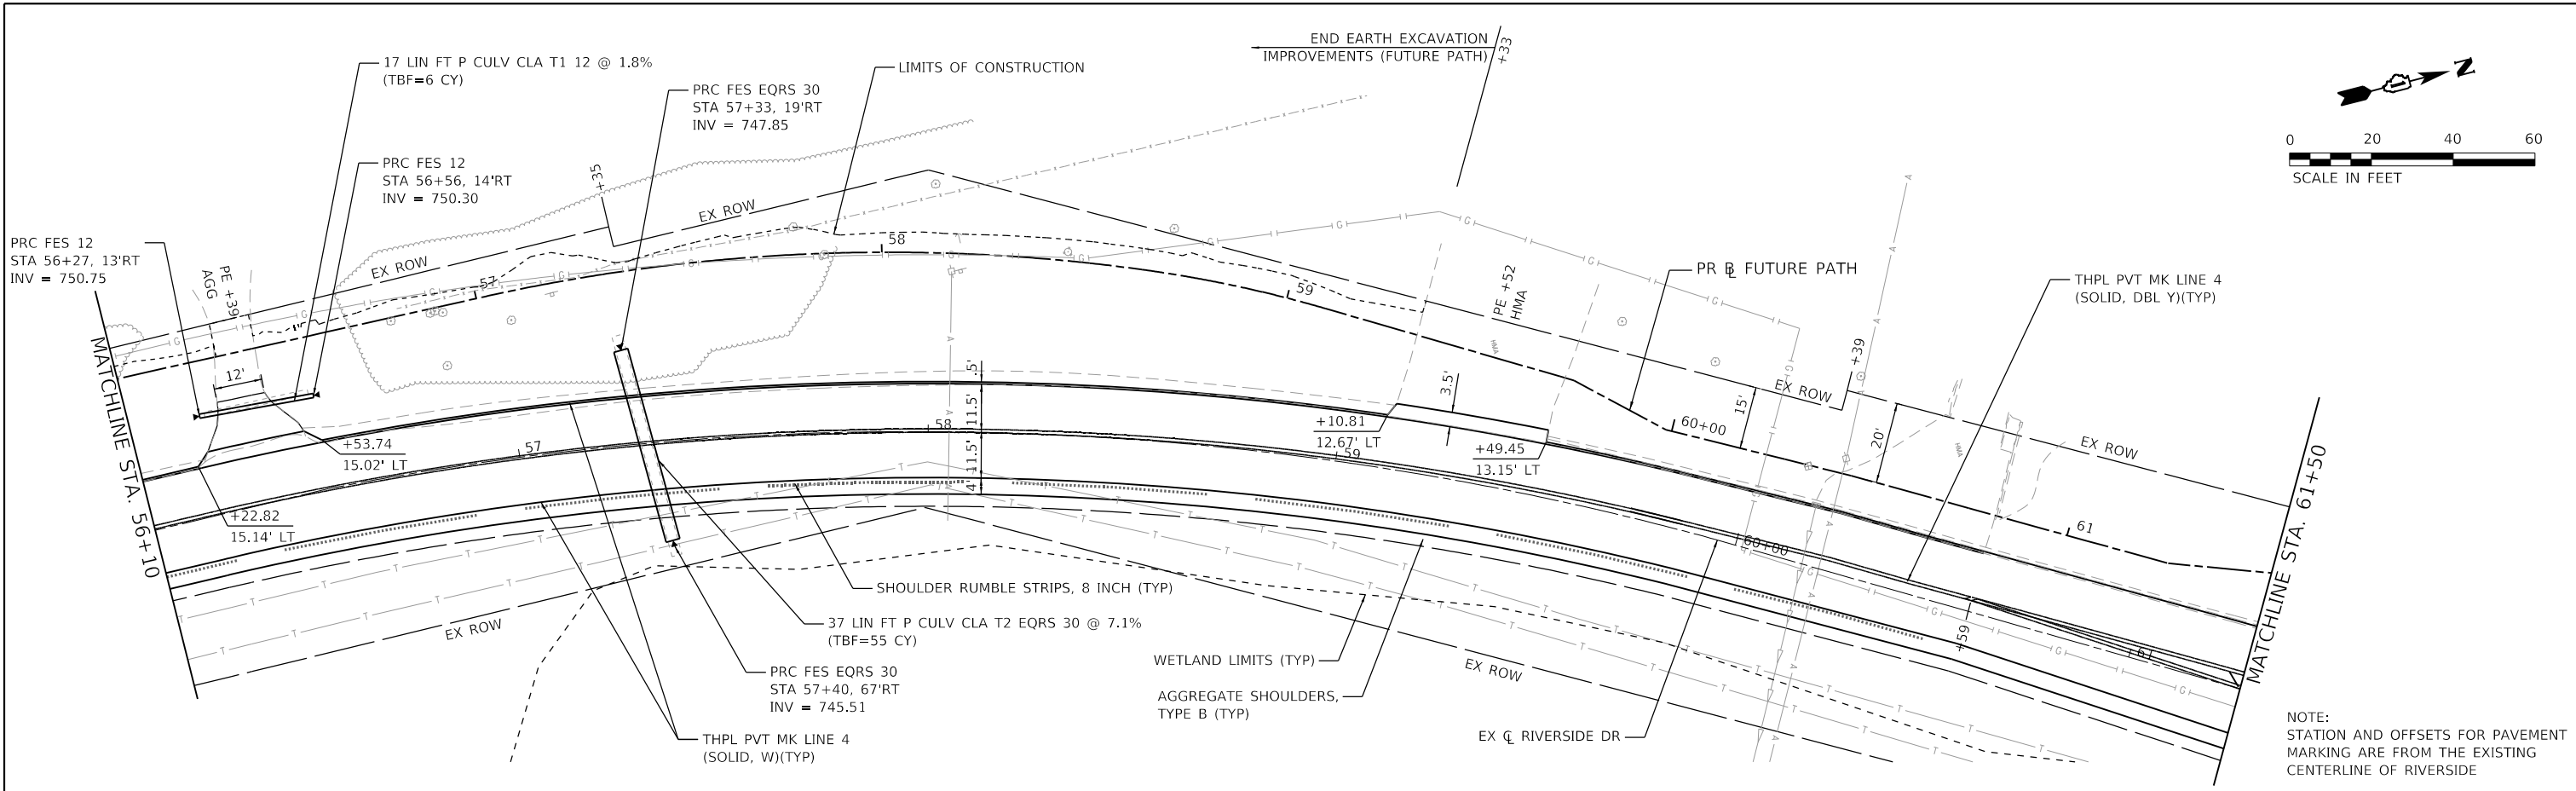 17 LIN FT P CULV CLA T1 12 @ 1.8%
(TBF=6 CY)
PRC FES EQRS 30
STA 57+33, 19'RT
INV = 747.85
LIMITS OF CONSTRUCTION
END EARTH EXCAVATION
IMPROVEMENTS (FUTURE PATH)
+33
N
0 20 40 60
SCALE IN FEET
PRC FES 12
STA 56+56, 14'RT
INV = 750.30
+35
EX ROW
PRC FES 12
STA 56+27, 13'RT
INV = 750.75
PE +39
AGG
EX ROW
57
58
59
PE +52
HMA
HMA
PR BL FUTURE PATH
THPL PVT MK LINE 4
(SOLID, DBL Y)(TYP)
+39
EX ROW
15'
20'
60+00
EX ROW
HMA
61
MATCHLINE STA. 56+10
12'
.5'
11.5'
11.5'
4'
3.5'
+53.74
15.02' LT
57
58
+10.81
12.67' LT
59
+49.45
13.15' LT
60+00
+22.82
15.14' LT
+59
61
MATCHLINE STA. 61+50
EX ROW
SHOULDER RUMBLE STRIPS, 8 INCH (TYP)
37 LIN FT P CULV CLA T2 EQRS 30 @ 7.1%
(TBF=55 CY)
PRC FES EQRS 30
STA 57+40, 67'RT
INV = 745.51
THPL PVT MK LINE 4
(SOLID, W)(TYP)
WETLAND LIMITS (TYP)
EX ROW
AGGREGATE SHOULDERS,
TYPE B (TYP)
EX CL RIVERSIDE DR
NOTE:
STATION AND OFFSETS FOR PAVEMENT
MARKING ARE FROM THE EXISTING
CENTERLINE OF RIVERSIDE